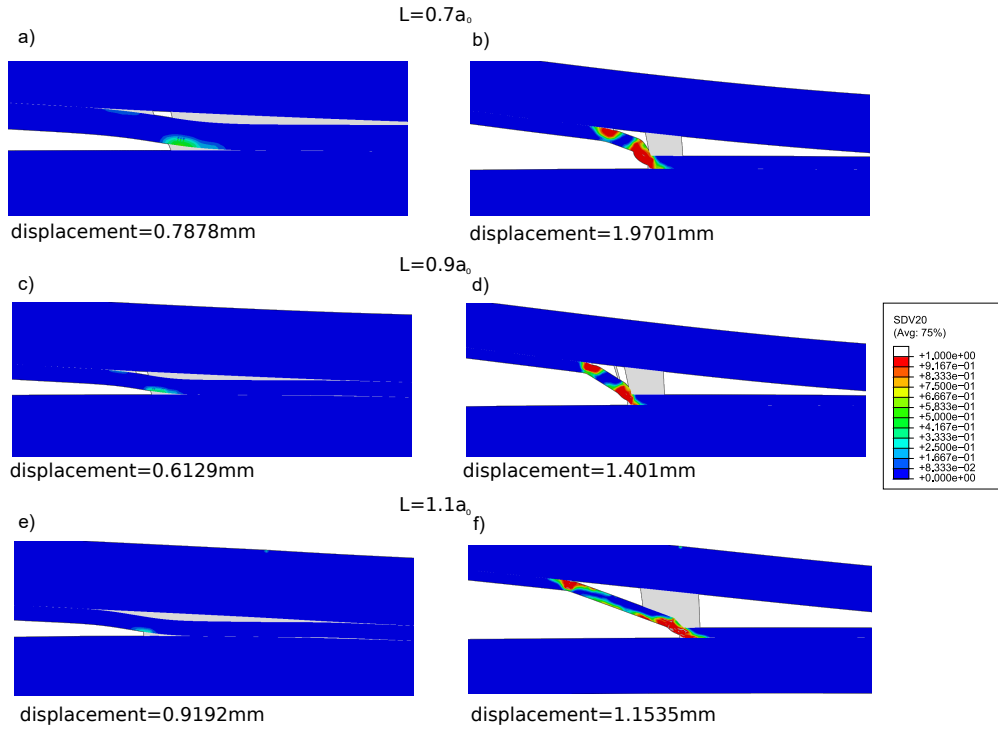 L=0.7a₀
a)
b)
displacement=0.7878mm
displacement=1.9701mm
L=0.9a₀
c)
d)
displacement=0.6129mm
displacement=1.401mm
SDV20
(Avg: 75%)
+1.000e+00
+9.167e−01
+8.333e−01
+7.500e−01
+6.667e−01
+5.833e−01
+5.000e−01
+4.167e−01
+3.333e−01
+2.500e−01
+1.667e−01
+8.333e−02
+0.000e+00
L=1.1a₀
e)
f)
displacement=0.9192mm
displacement=1.1535mm